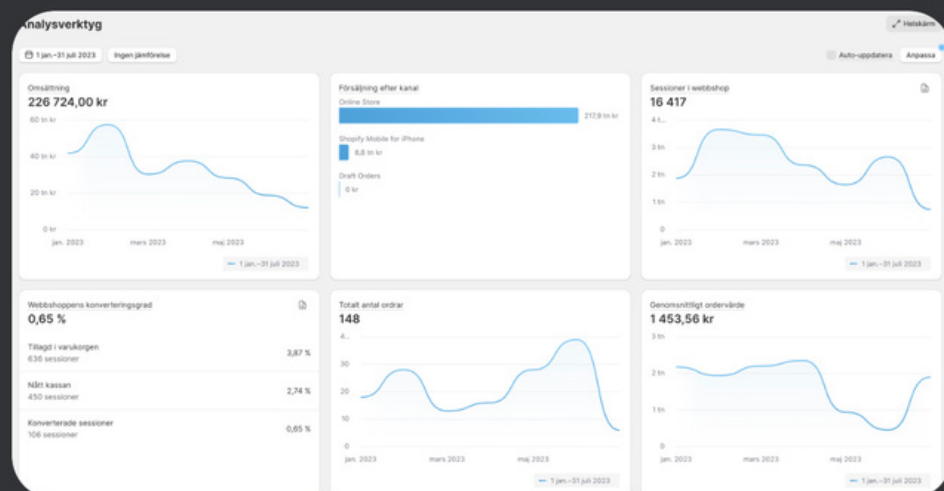 Analysverktyg
Helskärm
1 jan.–31 juli 2023
Ingen jämförelse
Auto-uppdatera
Anpassa
Omsättning
226 724,00 kr
60 tn kr
40 tn kr
20 tn kr
0 kr
jan. 2023
mars 2023
maj 2023
1 jan.–31 juli 2023
Försäljning efter kanal
Online Store
217,9 tn kr
Shopify Mobile for iPhone
8,8 tn kr
Draft Orders
0 kr
Sessioner i webbshop
16 417
4 t...
3 tn
2 tn
1 tn
0
jan. 2023
mars 2023
maj 2023
1 jan.–31 juli 2023
Webbshoppens konverteringsgrad
0,65 %
Tillagd i varukorgen
3,87 %
636 sessioner
Nått kassan
2,74 %
450 sessioner
Konverterade sessioner
0,65 %
106 sessioner
Totalt antal ordrar
148
4...
30
20
10
0
jan. 2023
mars 2023
maj 2023
1 jan.–31 juli 2023
Genomsnittligt ordervärde
1 453,56 kr
3 tn
2 tn
1 tn
0
jan. 2023
mars 2023
maj 2023
1 jan.–31 juli 2023